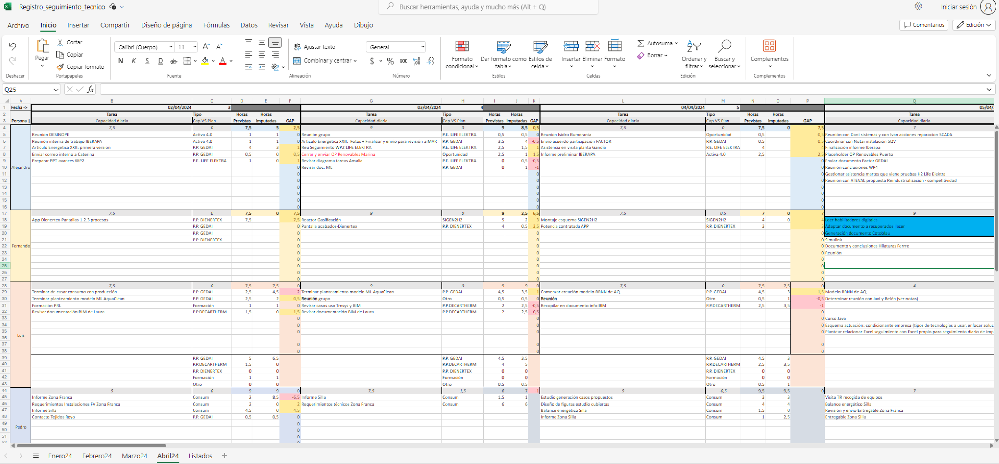 Registro_seguimiento_tecnico
Buscar herramientas, ayuda y mucho más (Alt + Q)
Iniciar sesión
Archivo Inicio Insertar Compartir Diseño de página Fórmulas Datos Revisar Vista Ayuda Dibujo
Comentarios Edición
Pegar Cortar Copiar Copiar formato
Calibri (Cuerpo) 11
N K S D ab
Ajustar texto
Combinar y centrar
General
$ % 000
Formato condicional Dar formato como tabla Estilos de celda
Insertar Eliminar Formato
Autosuma Borrar
Ordenar y filtrar Buscar y seleccionar
Complementos
Deshacer Portapapeles Fuente Alineación Número Estilos Celdas Edición Complementos
Q25 fx
A B C D E F G H I J K L M N O P Q
1 Fecha -> 02/04/2024 3 03/04/2024 4 04/04/2024 5 05/04/
2 Tarea Tipo Horas Horas Tarea Tipo Horas Horas Tarea Tipo Horas Horas Tarea
3 Persona | Capacidad diaria Cap VS Plan Previstas imputadas GAP Capacidad diaria Cap VS Plan Previstas imputadas GAP Capacidad diaria Cap VS Plan Previstas imputadas GAP Capacidad diaria
4 7,5 0 7,5 5 2,5 9 0 9 8,5 0,5 7,5 0 7,5 0 7,5 7
5 Reunion DESINOPE Activa 4.0 1 1 0 Reunión grupo P.E. LIFE ELEKTRA 0,5 0,5 0 Reunion Isidro Bumerania Oportunidad 0,5 0,5 Reunión con Dani sistemas y con Ivan acciones reparacion SCADA
6 Reunión interna de trabajo IBERAPA Activa 4.0 1 1 0 Articulo Energetica XXII: Fotos + Finalizar y envio para revisión a MAR P.P. GEDAI 3,5 4 -0,5 Envio acuerdo participación FACTOR P.P. GEDAI 0,5 0,5 Coordinar con Nutai instalación SQV
7 Articulo Energetica XXII: primera version P.P. GEDAI 4 3 1 Reu Seguimiento WP2 LIFE ELEKTRA P.E. LIFE ELEKTRA 2,5 1,5 1 Asistencia en visita planta Gandia P.E. LIFE ELEKTRA 4 4 Finalización informe Iberapa
8 Enviar correo interno a Caterina P.P. GEDAI 0,5 0 0,5 Cerrar y enviar OP Renovables Marina Oportunidad 2,5 1 1,5 Informe preliminar IBERAPA Activa 4.0 2,5 2,5 Placeholder OP Renovables Puerto
9 Preparar PPT avances WP2 P.E. LIFE ELEKTRA 1 0 1 Revisar diagrama tareas Amalia P.E. LIFE ELEKTRA 0 0,5 -0,5 0 Enviar documento Factor GEDAI
10 Alejandro 0 Revisar doc. ML P.P. GEDAI 0 1 -1 0 Reunión conclusiones WP4
11 0 0 0 Gestionar asistencia martes que viene pruebas H2 Life Elektra
12 0 0 0 Reunion con ATEVAL propuesta Reindustrializacion - competitividad
13 0 0 0
14 0 0 0
15 0 0 0
16 0 0 0
17 7,5 0 7,5 0 7,5 9 0 9 2,5 6,5 7,5 0,5 7 0 7 9
18 App Dienertex-Pantallas 1.2.3 procesos P.P. DIENERTEX 7,5 7,5 Reactor Gasificación SIGEN2H2 5 2 3 Montaje esquema SIGEN2H2 SIGEN2H2 4 0 4 Leer habilitadores digitales
19 P.P. GEDAI 0 Pantalla acabados-Dienertex P.P. DIENERTEX 4 0,5 3,5 Potencia contratada APP P.P. DIENERTEX 3 3 Adaptar documento a recuperados llacer
20 P.P. GEDAI 0 0 0 Generación documento Cotoblau
21 P.P. DIENERTEX 0 0 0 Simulink
22 Fernando 0 0 0 Documento y conclusiones Hilaturas Ferrre
23 0 0 0 Reunión
24 0 0 0
25 0 0 0
26 0 0 0
27 0 0 0
28 7,5 0 7,5 7,5 0 9 0 9 9 0 7,5 0 7,5 7,5 0 4
29 Terminar de casar consumo con producción P.P. GEDAI 2,5 4,5 -2 Terminar planteamiento modelo ML AquaClean P.P. GEDAI 4,5 3,5 1 Comenzar creación modelo RRNN de AQ P.P. GEDAI 4,5 3 1,5 Modelo RRNN de AQ
30 Terminar planteamiento modelo ML AquaClean P.P. GEDAI 2,5 2 0,5 Reunión grupo Otro 0,5 0,5 0 Reunión Otro 0,5 1 -0,5 Determinar reunión con Javi y Belén (ver notas)
31 Formación PRL Formación 1 1 0 Revisar casos uso Trnsys y BIM P.P.DECARTHERM 2 2,5 -0,5 Recopilar en documento info BIM P.P.DECARTHERM 2,5 3,5 -1
32 Revisar documentación BIM de Laura P.P.DECARTHERM 1,5 0 1,5 Revisar documentación BIM de Laura P.P.DECARTHERM 2 2,5 -0,5 0
33 0 0 0 Curso Java
34 0 0 0 Esquema actuación: condicionante empresa (tipos de tecnologías a usar, enfocar soluci
35 0 0 0 Plantear relacionar Excel seguimiento con Excel propio para seguimiento diario de imp
36 Luis
37 0 0 0
38 0 0 0
39 P.P. GEDAI 5 6,5 P.P. GEDAI 4,5 3,5 P.P. GEDAI 4,5 3
40 P.P.DECARTHERM 1,5 0 P.P.DECARTHERM 4 5 P.P.DECARTHERM 2,5 3,5
41 P.P. DIENERTEX 0 0 P.P. DIENERTEX 0 0 P.P. DIENERTEX 0 0
42 Formación 1 1 Formación 0 0 Formación 0 0
43 Otro 0 0 Otro 0,5 0,5 Otro 0,5 1
44 9 0 9 9 0 7,5 1,5 6 7 -1 9 -0,5 9,5 9,5 0 7
45 Informe Zona Franca Consum 2 8,5 -6,5 Informe Silla Consum 1,5 1 Estudio generación casos propuestos Consum 3 3 Visita TR recogida de equipos
46 Requerimientos Instalaciones FV Zona Franca Consum 2 0 2 Requerimientos técnicos Zona Franca Consum 6 6 Diseño de figuras estudio cubiertas Consum 4 4 Balance energético Silla
47 Informe Silla Consum 4,5 0 4,5 Balance energético Silla Consum 1,5 0 Revisión y envio Entregable Zona Franca
48 Contacto Tejidos Royo P.P. GEDAI 0,5 0,5 0 Informe Zona Silla Consum 1 2,5 Entregable Zona Silla
49 0
50 Pedro 0
51 0
52
Enero24 Febrero24 Marzo24 Abril24 Listados +